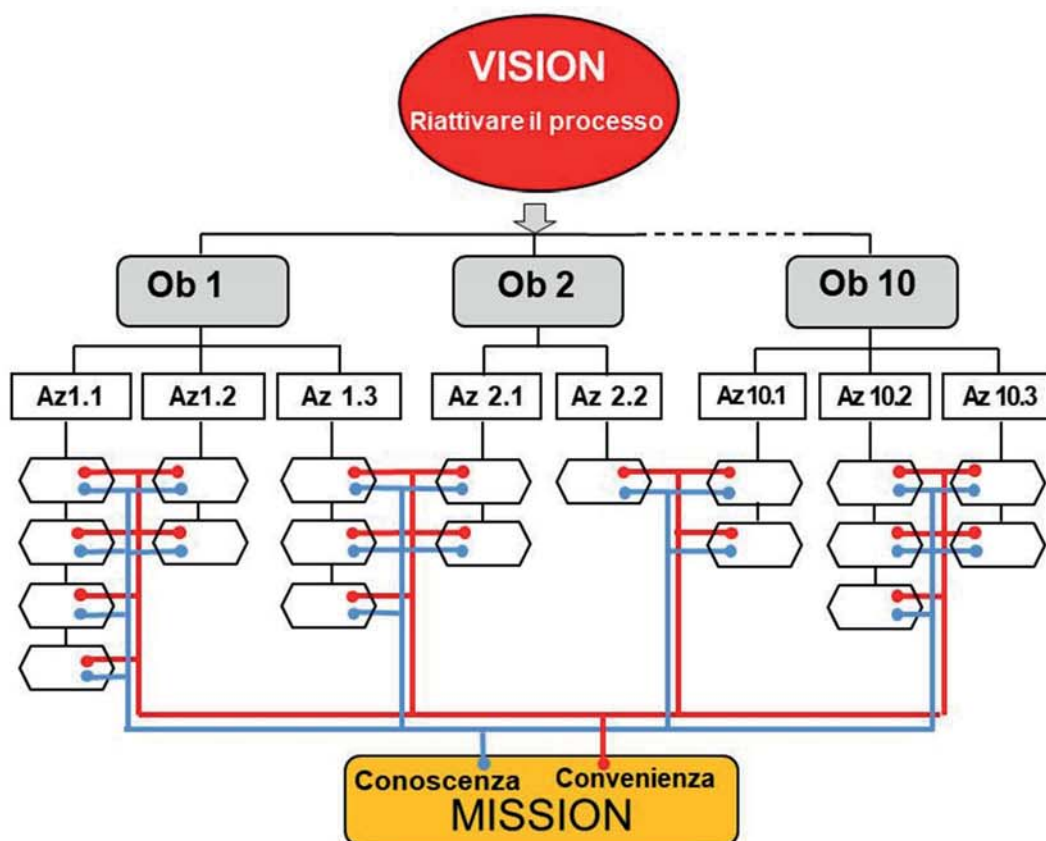 VISION
Riattivare il processo
Ob 1
Ob 2
Ob 10
Az1.1
Az1.2
Az 1.3
Az 2.1
Az 2.2
Az 10.1
Az 10.2
Az 10.3
Conoscenza
Convenienza
MISSION